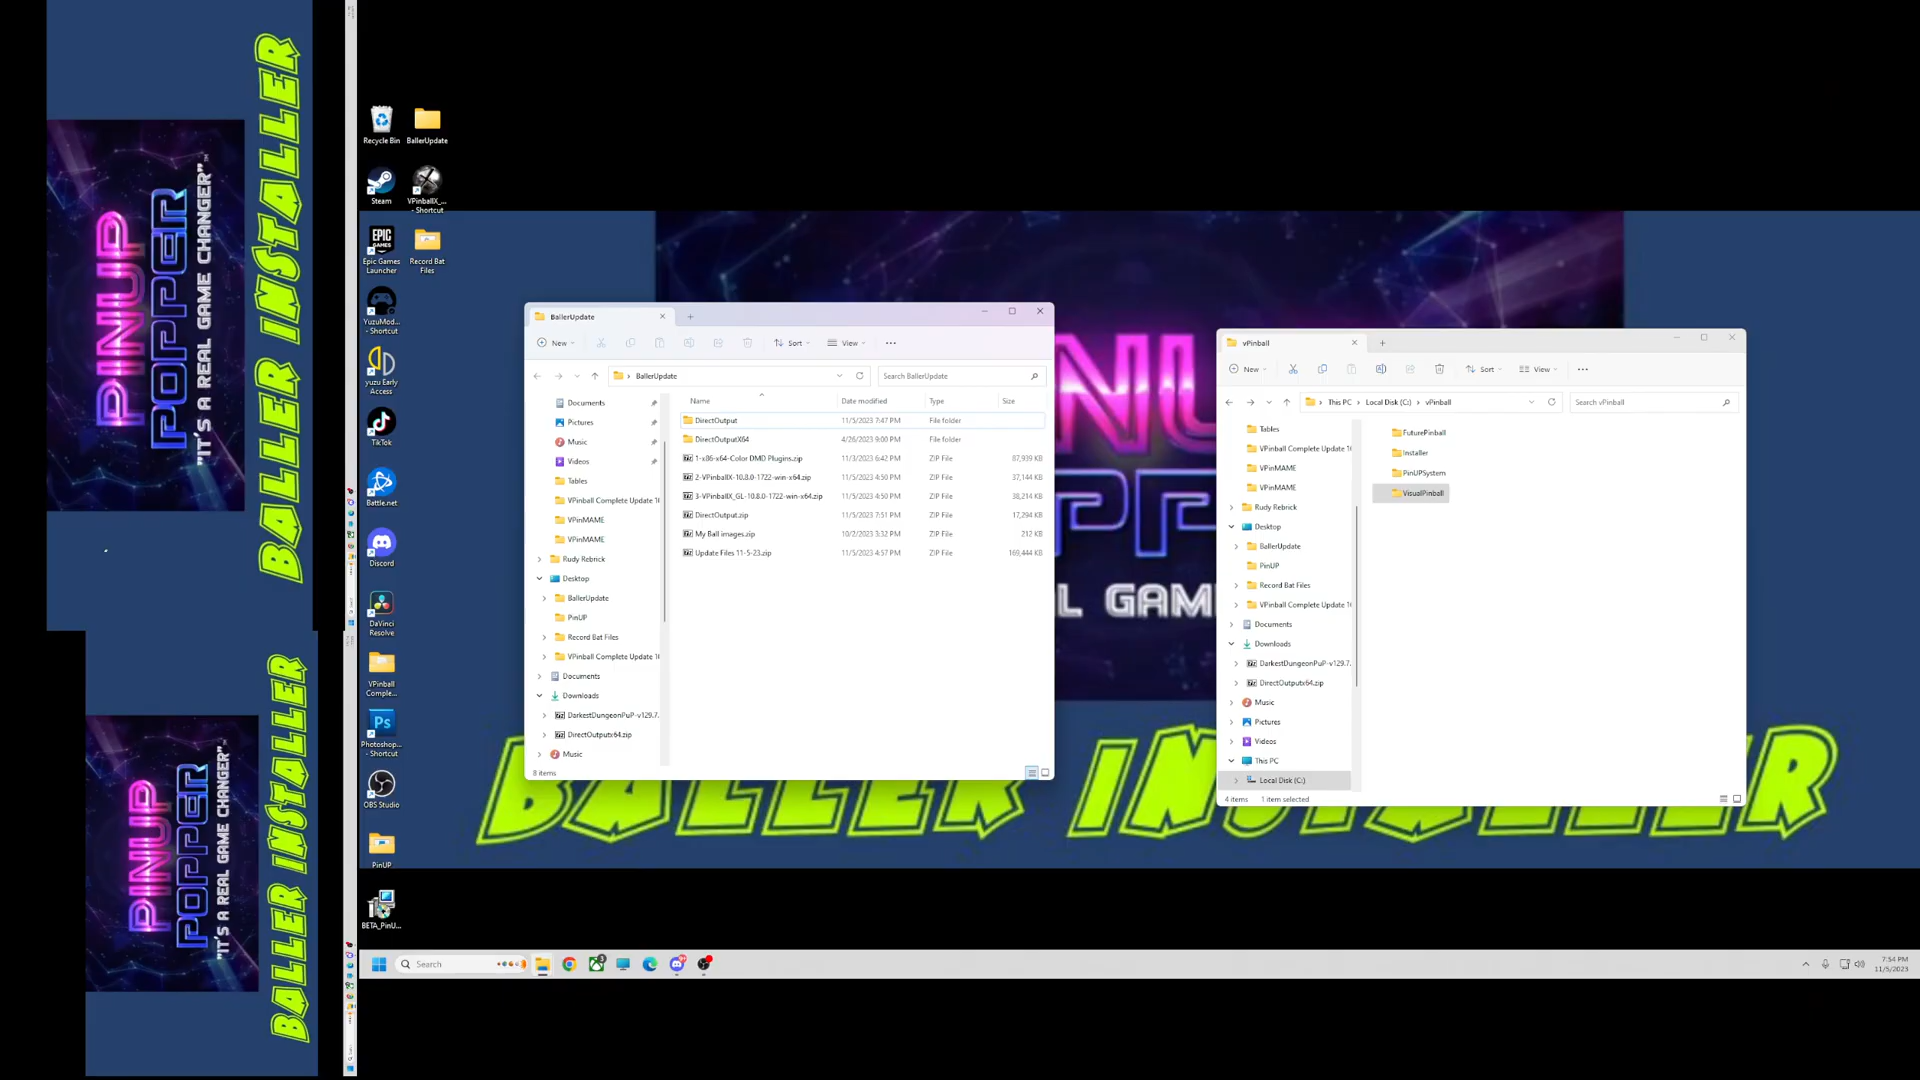 PINUP
POPPER
"IT'S A REAL GAME CHANGER"™
BALLER INSTALLER
PINUP
POPPER
"IT'S A REAL GAME CHANGER"
BALLER INSTALLER
Recycle Bin
BallerUpdate
Steam
VPinballX_...
- Shortcut
Epic Games
Launcher
Record Bat
Files
YuzuMod...
- Shortcut
yuzu Early
Access
TikTok
Battle.net
Discord
DaVinci
Resolve
VPinball
Comple...
Photoshop...
- Shortcut
OBS Studio
PinUP
BETA_PinU...
BallerUpdate
New
Sort
View
BallerUpdate
Search BallerUpdate
Documents
Pictures
Music
Videos
Tables
VPinball Complete Update 10
VPinMAME
VPinMAME
Rudy Rebrick
Desktop
BallerUpdate
PinUP
Record Bat Files
VPinball Complete Update 10
Documents
Downloads
DarkestDungeonPuP-v129.7.
DirectOutputx64.zip
Music
Name Date modified Type Size
DirectOutput 11/5/2023 7:47 PM File folder
DirectOutputX64 4/26/2023 9:00 PM File folder
1-x86-x64-Color DMD Plugins.zip 11/3/2023 6:42 PM ZIP File 87,939 KB
2-VPinballX-10.8.0-1722-win-x64.zip 11/5/2023 4:50 PM ZIP File 37,144 KB
3-VPinballX_GL-10.8.0-1722-win-x64.zip 11/5/2023 5:50 PM ZIP File 38,214 KB
DirectOutput.zip 11/5/2023 7:51 PM ZIP File 17,294 KB
My Ball images.zip 10/2/2023 3:32 PM ZIP File 212 KB
Update Files 11-5-23.zip 11/5/2023 4:57 PM ZIP File 169,444 KB
8 items
vPinball
New
Sort
View
This PC
Local Disk (C:)
vPinball
Search vPinball
Tables
VPinball Complete Update 10
VPinMAME
VPinMAME
Rudy Rebrick
Desktop
BallerUpdate
PinUP
Record Bat Files
VPinball Complete Update 10
Documents
Downloads
DarkestDungeonPuP-v129.7.
DirectOutputx64.zip
Music
Pictures
Videos
This PC
Local Disk (C:)
FuturePinball
Installer
PinUPSystem
VisualPinball
4 items 1 item selected
L GAM
BALLER INSTALLER
Search
7:54 PM
11/5/2023